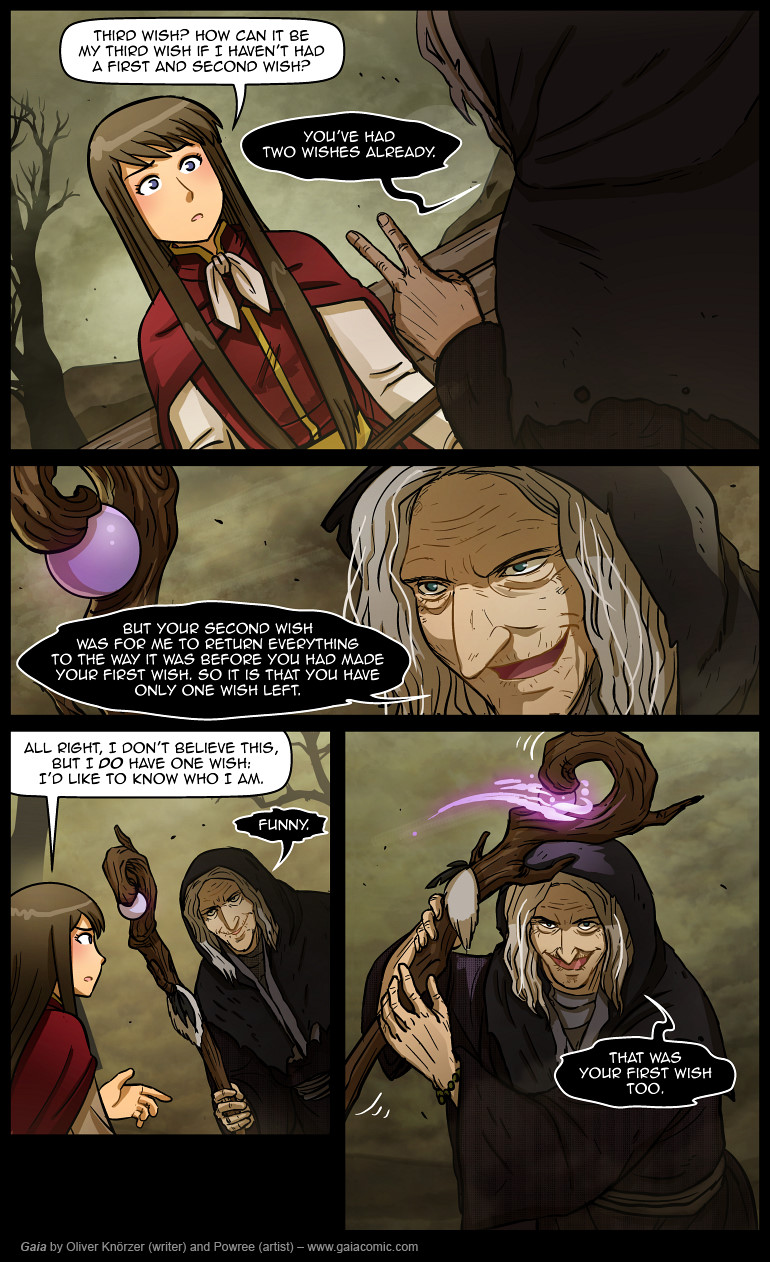 THIRD WISH? HOW CAN IT BE
MY THIRD WISH IF I HAVEN'T HAD
A FIRST AND SECOND WISH?
YOU'VE HAD
TWO WISHES ALREADY.
BUT YOUR SECOND WISH
WAS FOR ME TO RETURN EVERYTHING
TO THE WAY IT WAS BEFORE YOU HAD MADE
YOUR FIRST WISH. SO IT IS THAT YOU HAVE
ONLY ONE WISH LEFT.
ALL RIGHT, I DON'T BELIEVE THIS,
BUT I DO HAVE ONE WISH:
I'D LIKE TO KNOW WHO I AM.
FUNNY.
THAT WAS
YOUR FIRST WISH
TOO.
Gaia by Oliver Knörzer (writer) and Powree (artist) – www.gaiacomic.com